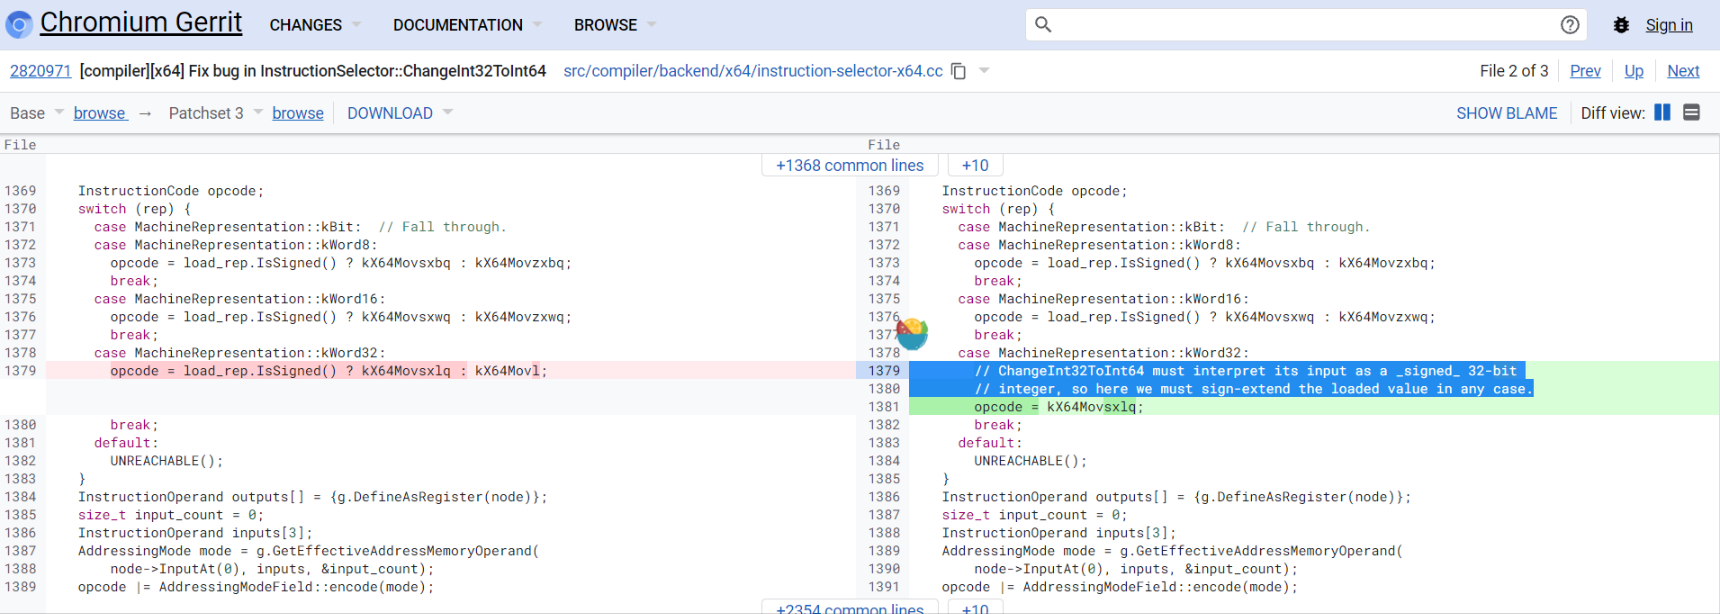 Chromium Gerrit CHANGES DOCUMENTATION BROWSE Sign in
2820971 [compiler][x64] Fix bug in InstructionSelector::ChangeInt32ToInt64 src/compiler/backend/x64/instruction-selector-x64.cc File 2 of 3 Prev Up Next
Base browse → Patchset 3 browse DOWNLOAD SHOW BLAME Diff view:
File File
+1368 common lines +10
1369 InstructionCode opcode; 1369 InstructionCode opcode;
1370 switch (rep) { 1370 switch (rep) {
1371 case MachineRepresentation::kBit: // Fall through. 1371 case MachineRepresentation::kBit: // Fall through.
1372 case MachineRepresentation::kWord8: 1372 case MachineRepresentation::kWord8:
1373 opcode = load_rep.IsSigned() ? kX64Movsxbq : kX64Movzxbq; 1373 opcode = load_rep.IsSigned() ? kX64Movsxbq : kX64Movzxbq;
1374 break; 1374 break;
1375 case MachineRepresentation::kWord16: 1375 case MachineRepresentation::kWord16:
1376 opcode = load_rep.IsSigned() ? kX64Movsxwq : kX64Movzxwq; 1376 opcode = load_rep.IsSigned() ? kX64Movsxwq : kX64Movzxwq;
1377 break; 1377 break;
1378 case MachineRepresentation::kWord32: 1378 case MachineRepresentation::kWord32:
1379 opcode = load_rep.IsSigned() ? kX64Movsxlq : kX64Movl; 1379 // ChangeInt32ToInt64 must interpret its input as a _signed_ 32-bit
1380 // integer, so here we must sign-extend the loaded value in any case.
1381 opcode = kX64Movsxlq;
1380 break; 1382 break;
1381 default: 1383 default:
1382 UNREACHABLE(); 1384 UNREACHABLE();
1383 } 1385 }
1384 InstructionOperand outputs[] = {g.DefineAsRegister(node)}; 1386 InstructionOperand outputs[] = {g.DefineAsRegister(node)};
1385 size_t input_count = 0; 1387 size_t input_count = 0;
1386 InstructionOperand inputs[3]; 1388 InstructionOperand inputs[3];
1387 AddressingMode mode = g.GetEffectiveAddressMemoryOperand( 1389 AddressingMode mode = g.GetEffectiveAddressMemoryOperand(
1388 node->InputAt(0), inputs, &input_count); 1390 node->InputAt(0), inputs, &input_count);
1389 opcode |= AddressingModeField::encode(mode); 1391 opcode |= AddressingModeField::encode(mode);
+2354 common lines +10